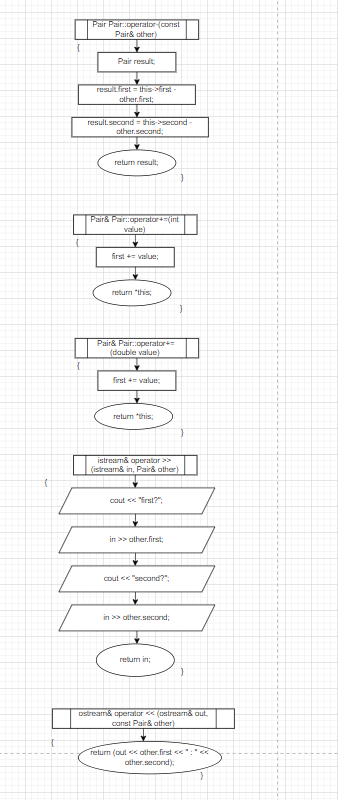 Pair Pair::operator-(const
Pair& other)
{
Pair result;
result.first = this->first -
other.first;
result.second = this->second -
other.second;
return result;
}
Pair& Pair::operator+=(int
value)
{
first += value;
return *this;
}
Pair& Pair::operator+=
(double value)
{
first += value;
return *this;
}
istream& operator >>
(istream& in, Pair& other)
{
cout << "first?";
in >> other.first;
cout << "second?";
in >> other.second;
return in;
}
ostream& operator << (ostream& out,
const Pair& other)
{
return (out << other.first << " : " <<
other.second);
}